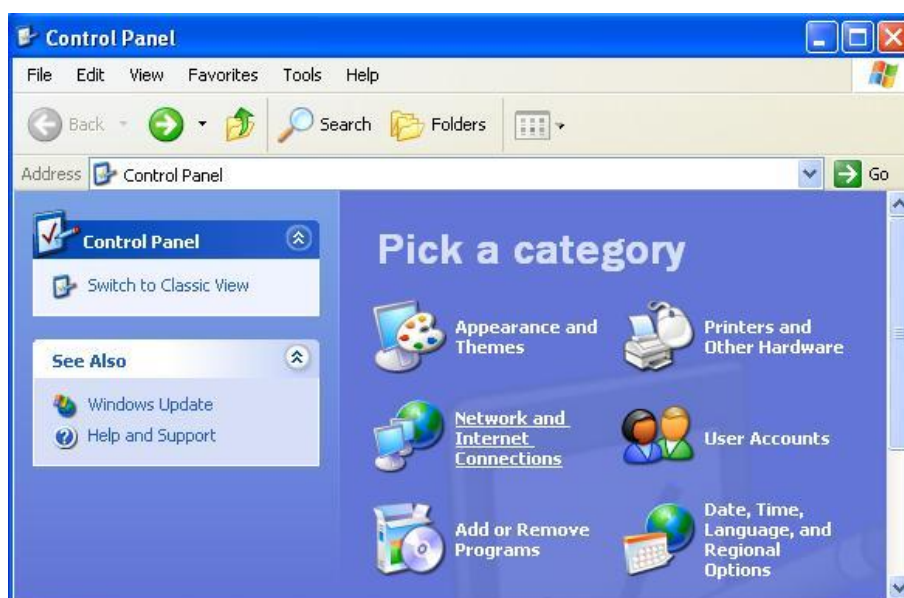 Control Panel
File Edit View Favorites Tools Help
Back Search Folders
Address Control Panel Go
Control Panel
Switch to Classic View
See Also
Windows Update
Help and Support
Pick a category
Appearance and
Themes
Printers and
Other Hardware
Network and
Internet
Connections
User Accounts
Add or Remove
Programs
Date, Time,
Language, and
Regional
Options